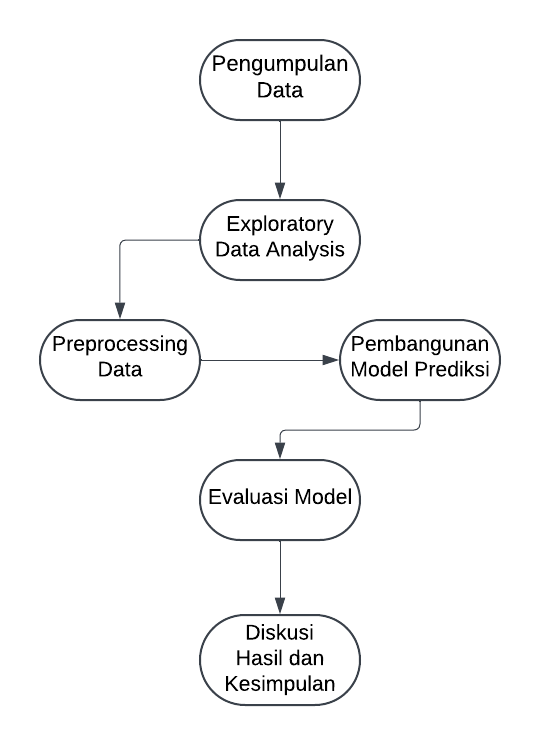 Pengumpulan
Data
Exploratory
Data Analysis
Preprocessing
Data
Pembangunan
Model Prediksi
Evaluasi Model
Diskusi
Hasil dan
Kesimpulan